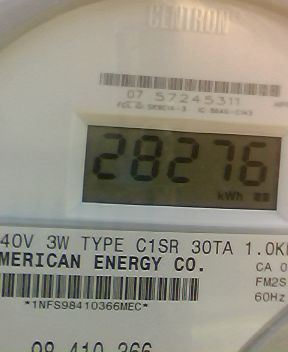 CENTRON
07 57245311
28276
kWh
40V 3W TYPE C1SR 30TA 1.0K
MERICAN ENERGY CO.
CA 0
*1NFS98410366MEC*
FM2S
60Hz
98 410 366